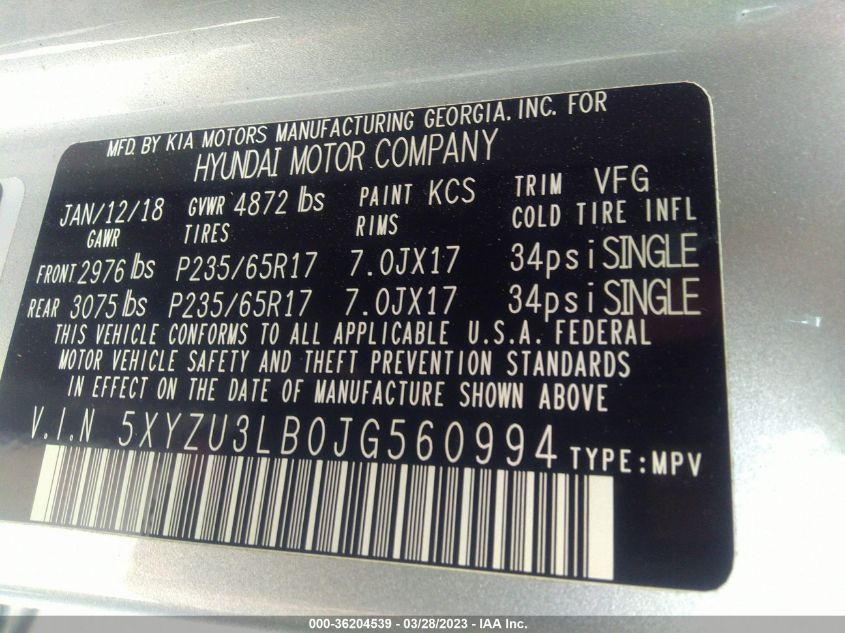 MFD. BY KIA MOTORS MANUFACTURING GEORGIA. INC. FOR
HYUNDAI MOTOR COMPANY
JAN/12/18 GVWR 4872 lbs PAINT KCS TRIM VFG
GAWR TIRES RIMS COLD TIRE INFL
FRONT 2976 lbs P235/65R17 7.0JX17 34psi SINGLE
REAR 3075 lbs P235/65R17 7.0JX17 34psi SINGLE
THIS VEHICLE CONFORMS TO ALL APPLICABLE U.S.A. FEDERAL
MOTOR VEHICLE SAFETY AND THEFT PREVENTION STANDARDS
IN EFFECT ON THE DATE OF MANUFACTURE SHOWN ABOVE
V.I.N 5XYZU3LB0JG560994 TYPE:MPV
000-36204539 - 03/28/2023 - IAA Inc.